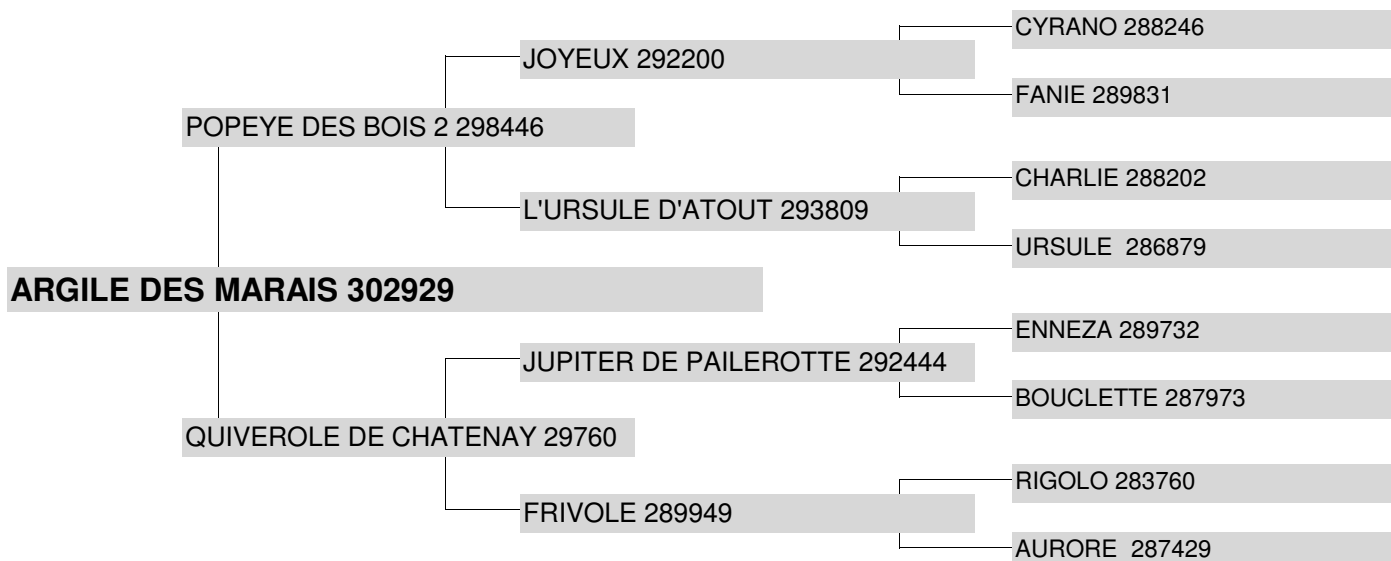 CYRANO 288246
JOYEUX 292200
FANIE 289831
POPEYE DES BOIS 2 298446
CHARLIE 288202
L'URSULE D'ATOUT 293809
URSULE 286879
ARGILE DES MARAIS 302929
ENNEZA 289732
JUPITER DE PAILEROTTE 292444
BOUCLETTE 287973
QUIVEROLE DE CHATENAY 29760
RIGOLO 283760
FRIVOLE 289949
AURORE 287429